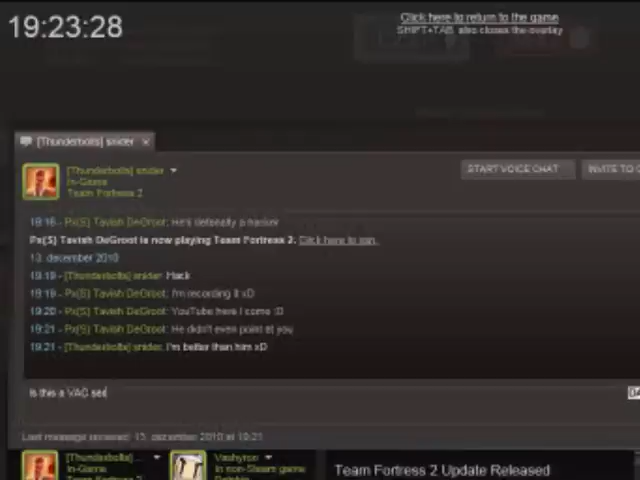 19:23:28
Click here to return to the game
SHIFT+TAB also closes the overlay
[Thunderbolts] snider x
[Thunderbolts] snider
In-Game
Team Fortress 2
START VOICE CHAT
INVITE TO
19:16 - Px(S) Tavish DeGroot: He's defenatly a hacker
Px(S) Tavish DeGroot is now playing Team Fortress 2. Click here to join.
13. december 2010
19:19 - [Thunderbolts] snider: Hack
19:19 - Px(S) Tavish DeGroot: I'm recording it xD
19:20 - Px(S) Tavish DeGroot: YouTube here I come :D
19:21 - Px(S) Tavish DeGroot: He didn't even point at you
19:21 - [Thunderbolts] snider: I'm better than him xD
Is this a VAC sec
Last message received: 13. dezember 2010 at 19:21
[Thunderbolts]
In-Game
Team Fortress 2
Vashyron
In non-Steam game
Dolphin
Team Fortress 2 Update Released